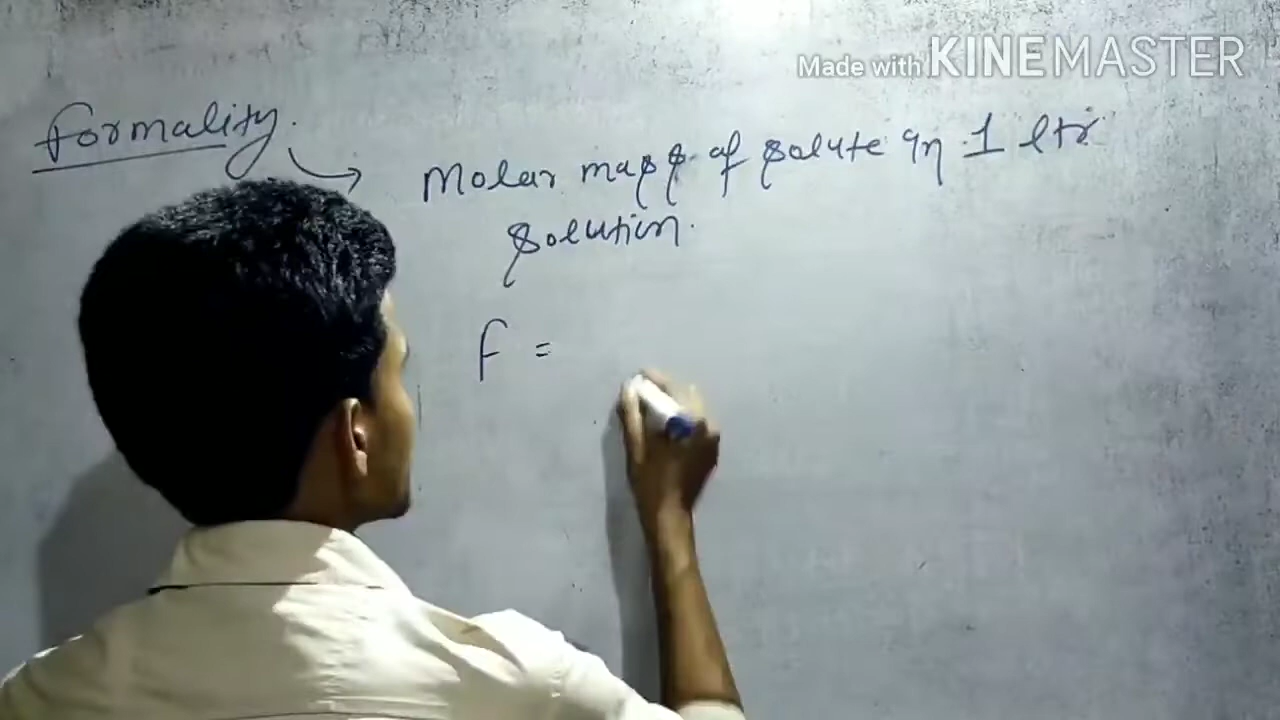 Made with KINEMASTER
Formality.
Molar mass of solute in 1 ltr
solution.
F =